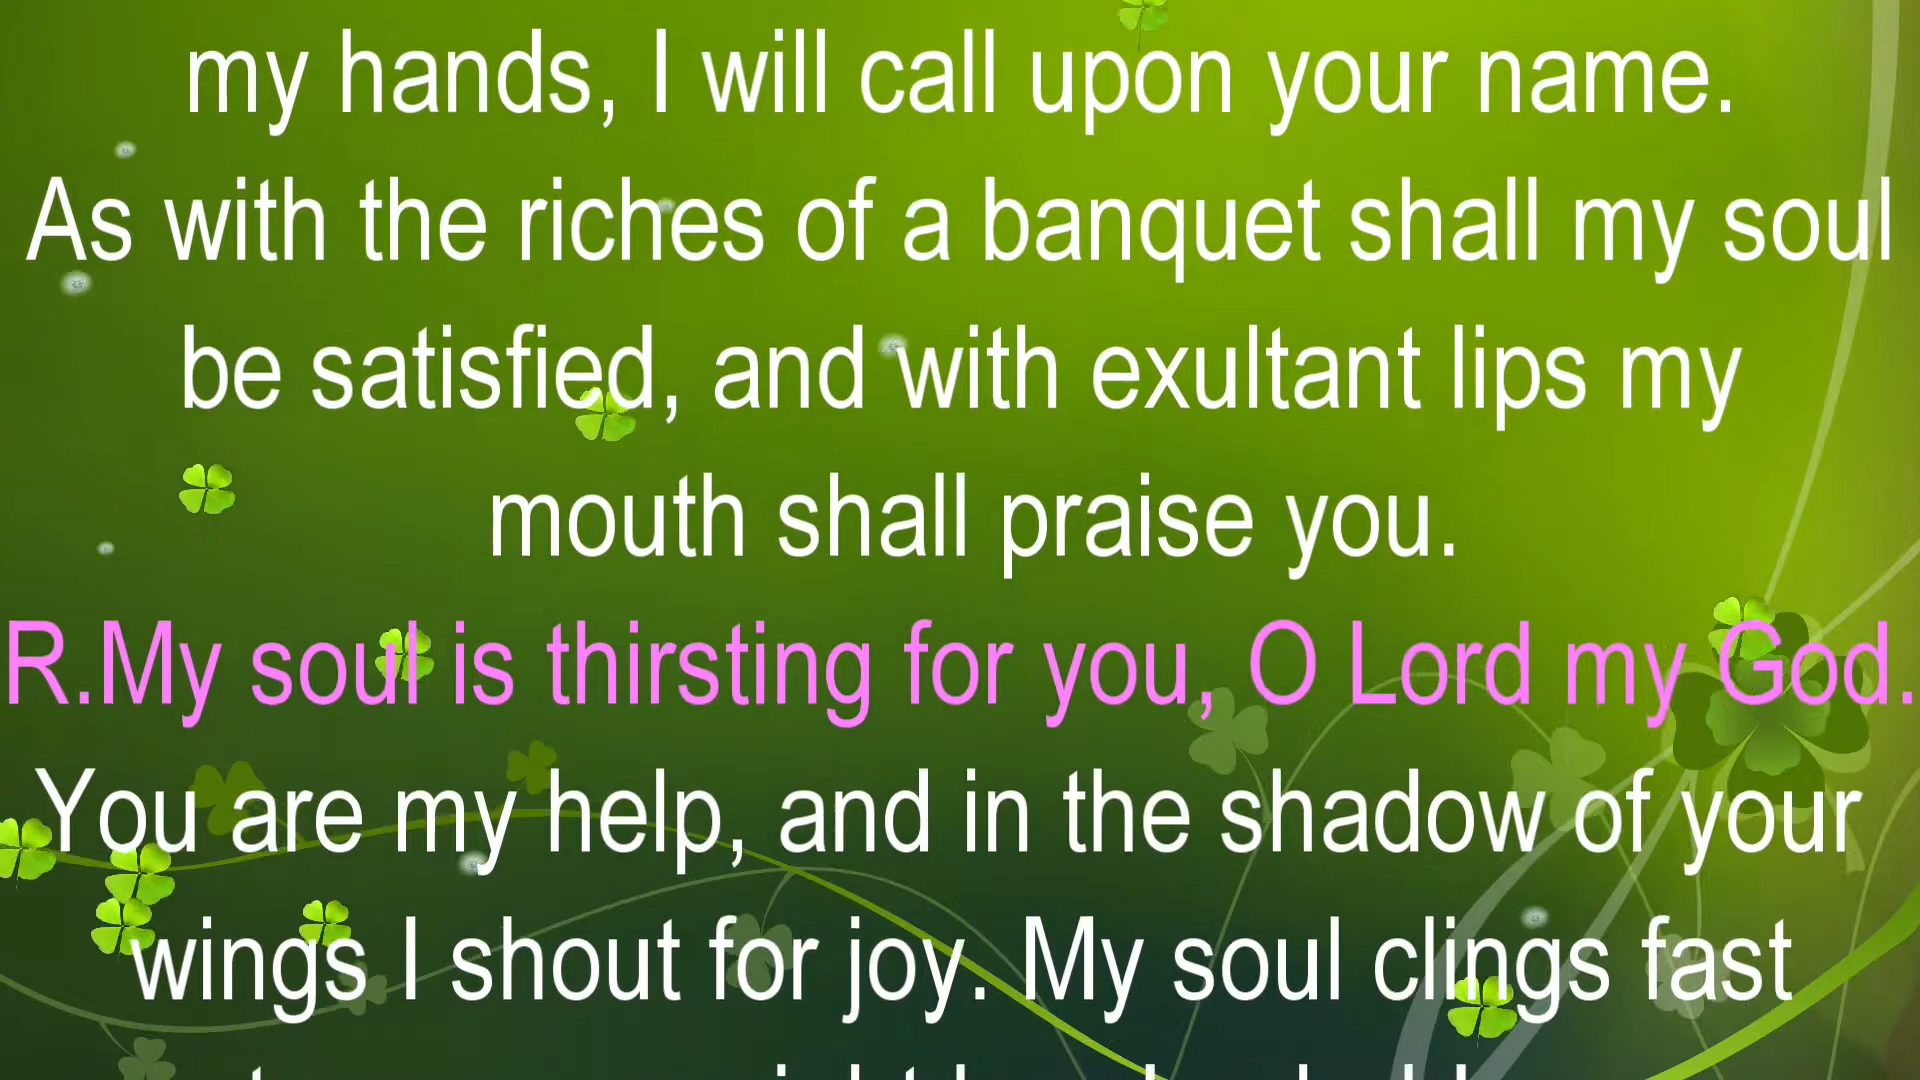 my hands, I will call upon your name.
As with the riches of a banquet shall my soul
be satisfied, and with exultant lips my
mouth shall praise you.
R.My soul is thirsting for you, O Lord my God.
You are my help, and in the shadow of your
wings I shout for joy. My soul clings fast